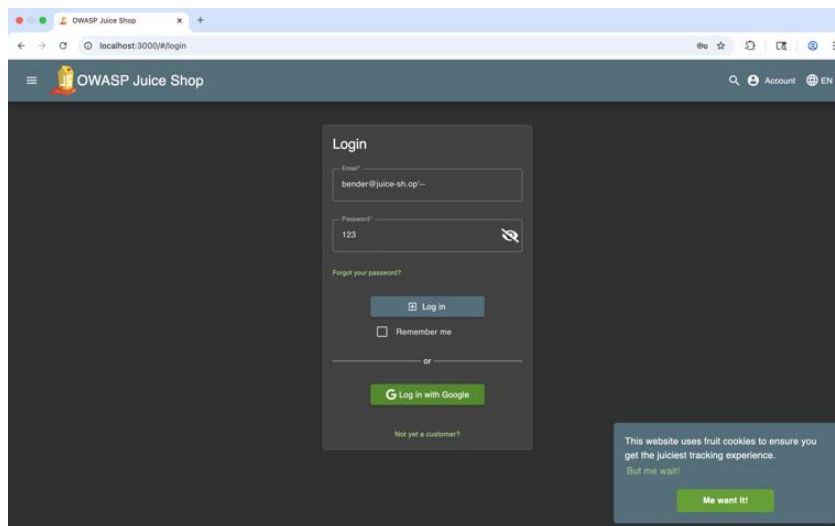 OWASP Juice Shop
localhost:3000/#/login
OWASP Juice Shop
Account
EN
Login
Email*
bender@juice-sh.op'--
Password*
123
Forgot your password?
Log in
Remember me
or
Log in with Google
Not yet a customer?
This website uses fruit cookies to ensure you
get the juiciest tracking experience.
But me wait!
Me want it!